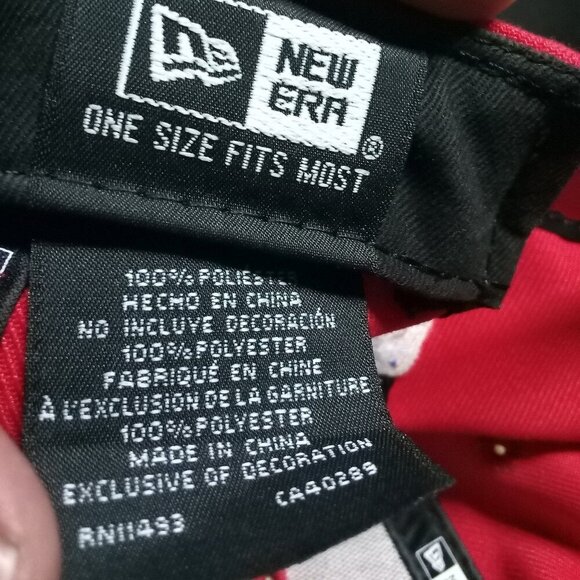 NEW
ERA
®
ONE SIZE FITS MOST
100% POLIESTER
HECHO EN CHINA
NO INCLUYE DECORACIÓN
100% POLYESTER
FABRIQUÉ EN CHINE
À L'EXCLUSION DE LA GARNITURE
100% POLYESTER
MADE IN CHINA
EXCLUSIVE OF DECORATION
CA40289
RN11493